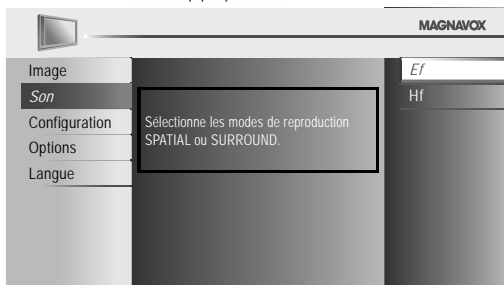 MAGNAVOX
Image
Son
Configuration
Options
Langue
Sélectionne les modes de reproduction
SPATIAL ou SURROUND.
Ef
Hf